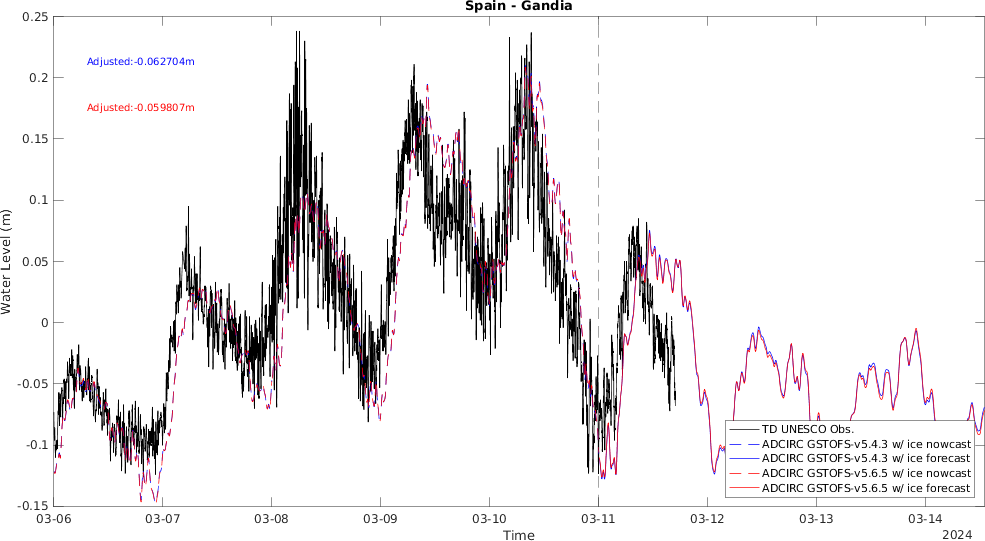 Spain - Gandia
Adjusted:-0.062704m
Adjusted:-0.059807m
Water Level (m)
0.25
0.2
0.15
0.1
0.05
0
-0.05
-0.1
-0.15
03-06
03-07
03-08
03-09
03-10
03-11
03-12
03-13
03-14
Time
2024
TD UNESCO Obs.
ADCIRC GSTOFS-v5.4.3 w/ ice nowcast
ADCIRC GSTOFS-v5.4.3 w/ ice forecast
ADCIRC GSTOFS-v5.6.5 w/ ice nowcast
ADCIRC GSTOFS-v5.6.5 w/ ice forecast